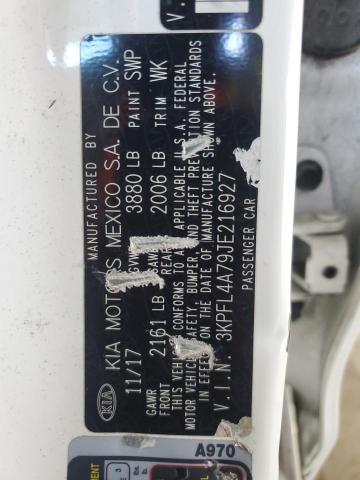 MANUFACTURED BY
KIA KIA MOTORS MEXICO S.A. DE C.V.
11/17 GVWR 3880 LB PAINT SWP
GAWR FRONT 2161 LB GAWR REAR 2006 LB TRIM WK
THIS VEHICLE CONFORMS TO ALL APPLICABLE U.S.A. FEDERAL
MOTOR VEHICLE SAFETY, BUMPER, AND THEFT PREVENTION STANDARDS
IN EFFECT ON THE DATE OF MANUFACTURE SHOWN ABOVE.
V.I.N. 3KPFL4A79JE216927
PASSENGER CAR
A970